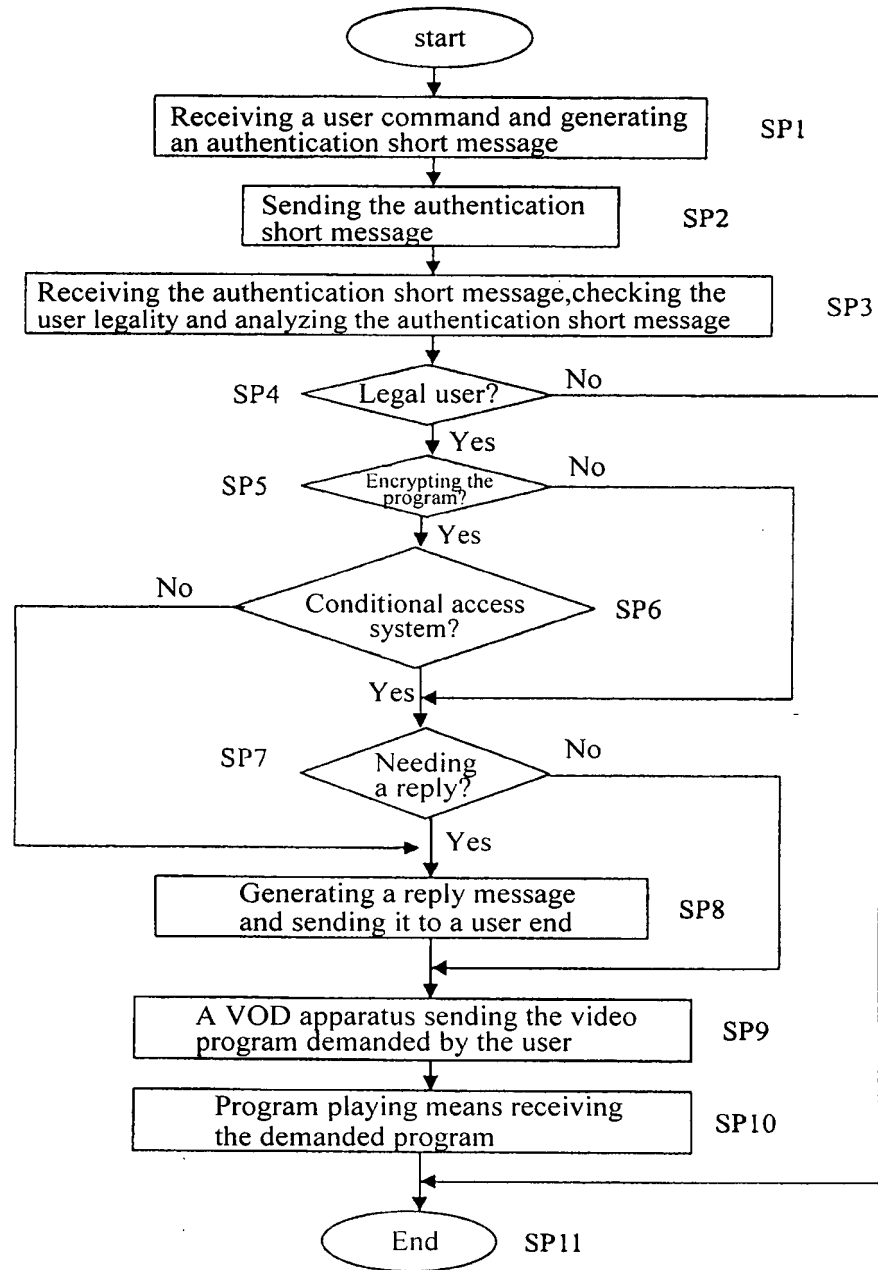 start
Receiving a user command and generating
an authentication short message
SP1
Sending the authentication
short message
SP2
Receiving the authentication short message,checking the
user legality and analyzing the authentication short message
SP3
SP4
Legal user?
No
Yes
SP5
Encrypting the
program?
No
Yes
No
Conditional access
system?
SP6
Yes
SP7
Needing
a reply?
No
Yes
Generating a reply message
and sending it to a user end
SP8
A VOD apparatus sending the video
program demanded by the user
SP9
Program playing means receiving
the demanded program
SP10
End
SP11